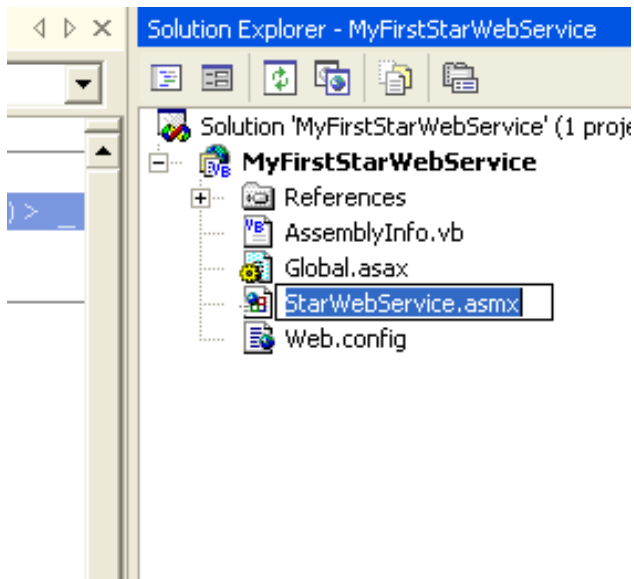 Solution Explorer - MyFirstStarWebService
Solution 'MyFirstStarWebService' (1 proje
MyFirstStarWebService
References
) > _
AssemblyInfo.vb
Global.asax
StarWebService.asmx
Web.config